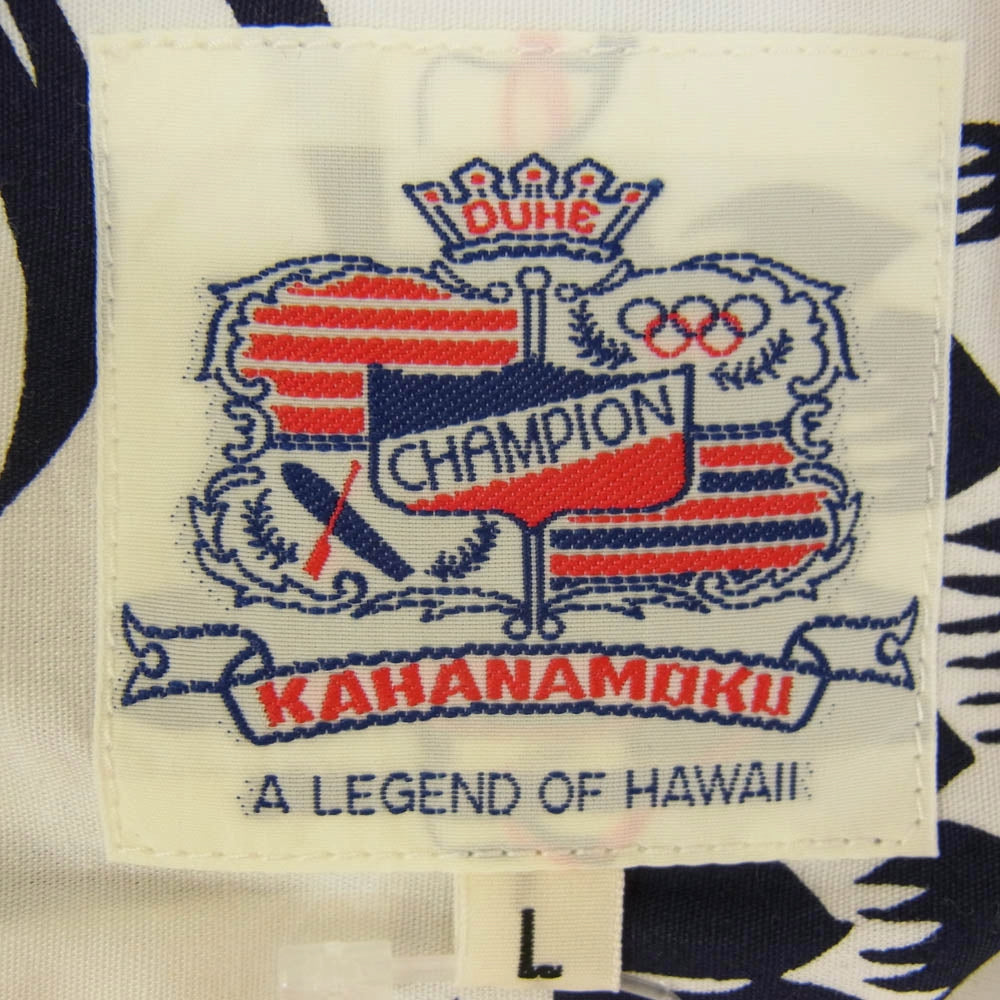 DUKE
CHAMPION
KAHANAMOKU
A LEGEND OF HAWAII
L